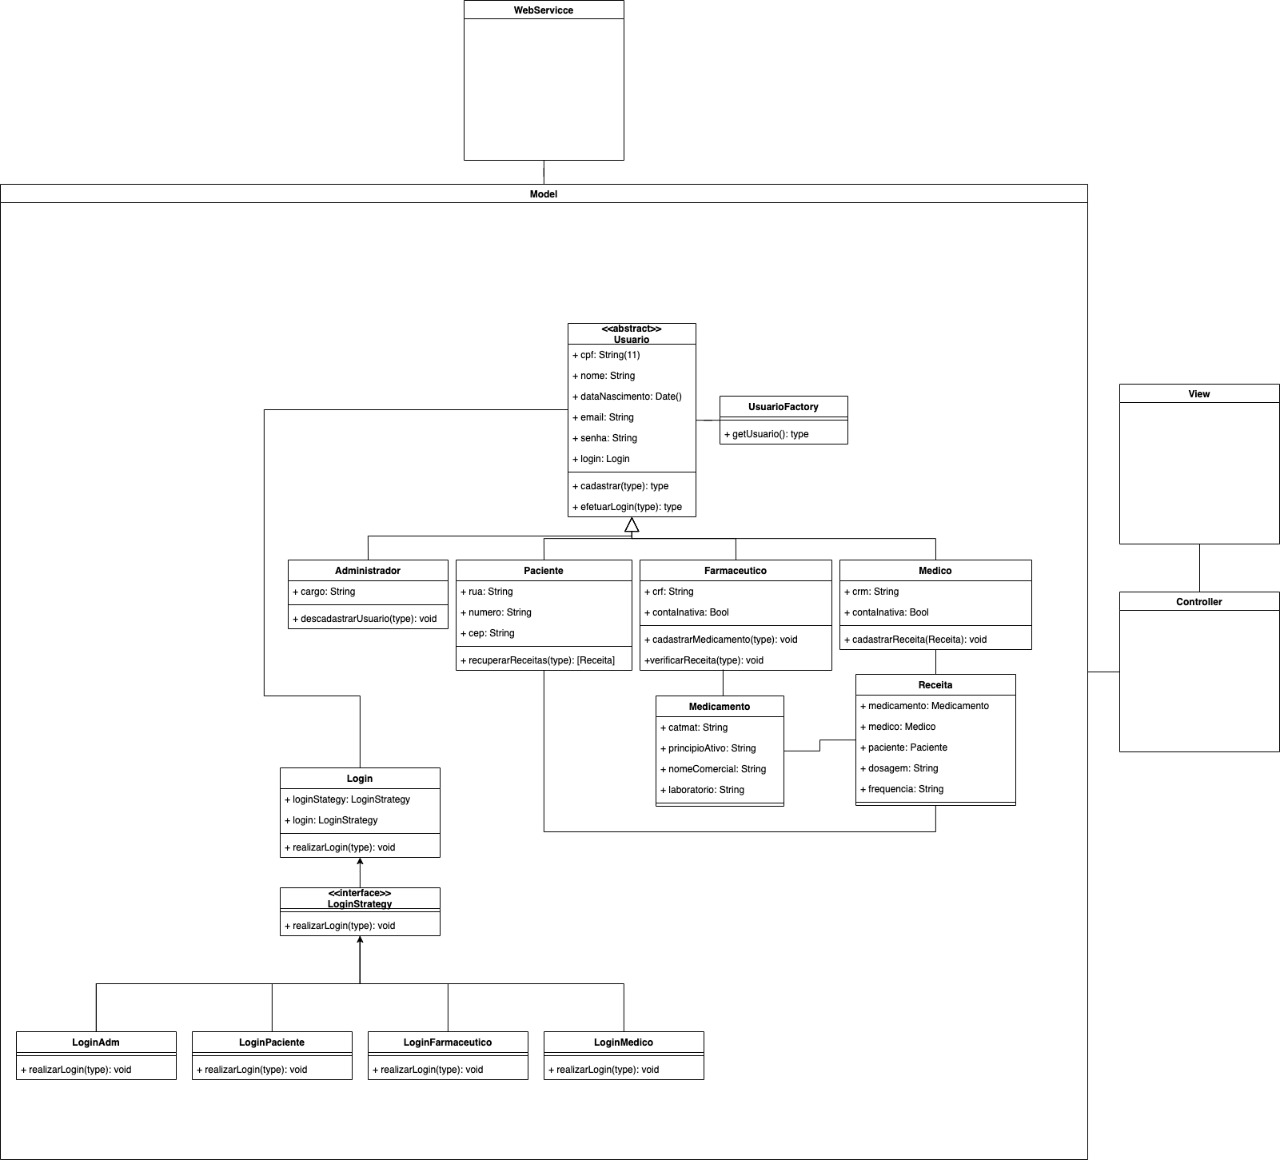 WebServicce
Model
<<abstract>>
Usuario
+ cpf: String(11)
+ nome: String
+ dataNascimento: Date()
+ email: String
+ senha: String
+ login: Login
+ cadastrar(type): type
+ efetuarLogin(type): type
UsuarioFactory
+ getUsuario(): type
View
Controller
Administrador
+ cargo: String
+ descadastrarUsuario(type): void
Paciente
+ rua: String
+ numero: String
+ cep: String
+ recuperarReceitas(type): [Receita]
Farmaceutico
+ crf: String
+ contaInativa: Bool
+ cadastrarMedicamento(type): void
+verificarReceita(type): void
Medico
+ crm: String
+ contaInativa: Bool
+ cadastrarReceita(Receita): void
Medicamento
+ catmat: String
+ principioAtivo: String
+ nomeComercial: String
+ laboratorio: String
Receita
+ medicamento: Medicamento
+ medico: Medico
+ paciente: Paciente
+ dosagem: String
+ frequencia: String
Login
+ loginStategy: LoginStrategy
+ login: LoginStrategy
+ realizarLogin(type): void
<<interface>>
LoginStrategy
+ realizarLogin(type): void
LoginAdm
+ realizarLogin(type): void
LoginPaciente
+ realizarLogin(type): void
LoginFarmaceutico
+ realizarLogin(type): void
LoginMedico
+ realizarLogin(type): void